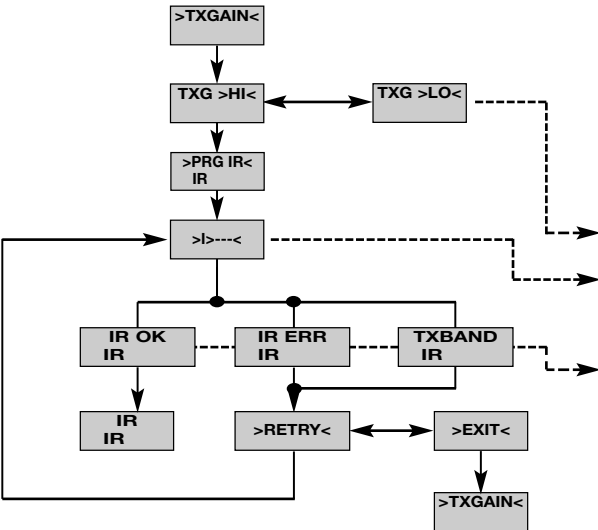 >TXGAIN<
TXG >HI<
TXG >LO<
>PRG IR<
IR
>I>----<
IR OK
IR
IR ERR
IR
TXBAND
IR
IR
IR
>RETRY<
>EXIT<
>TXGAIN<